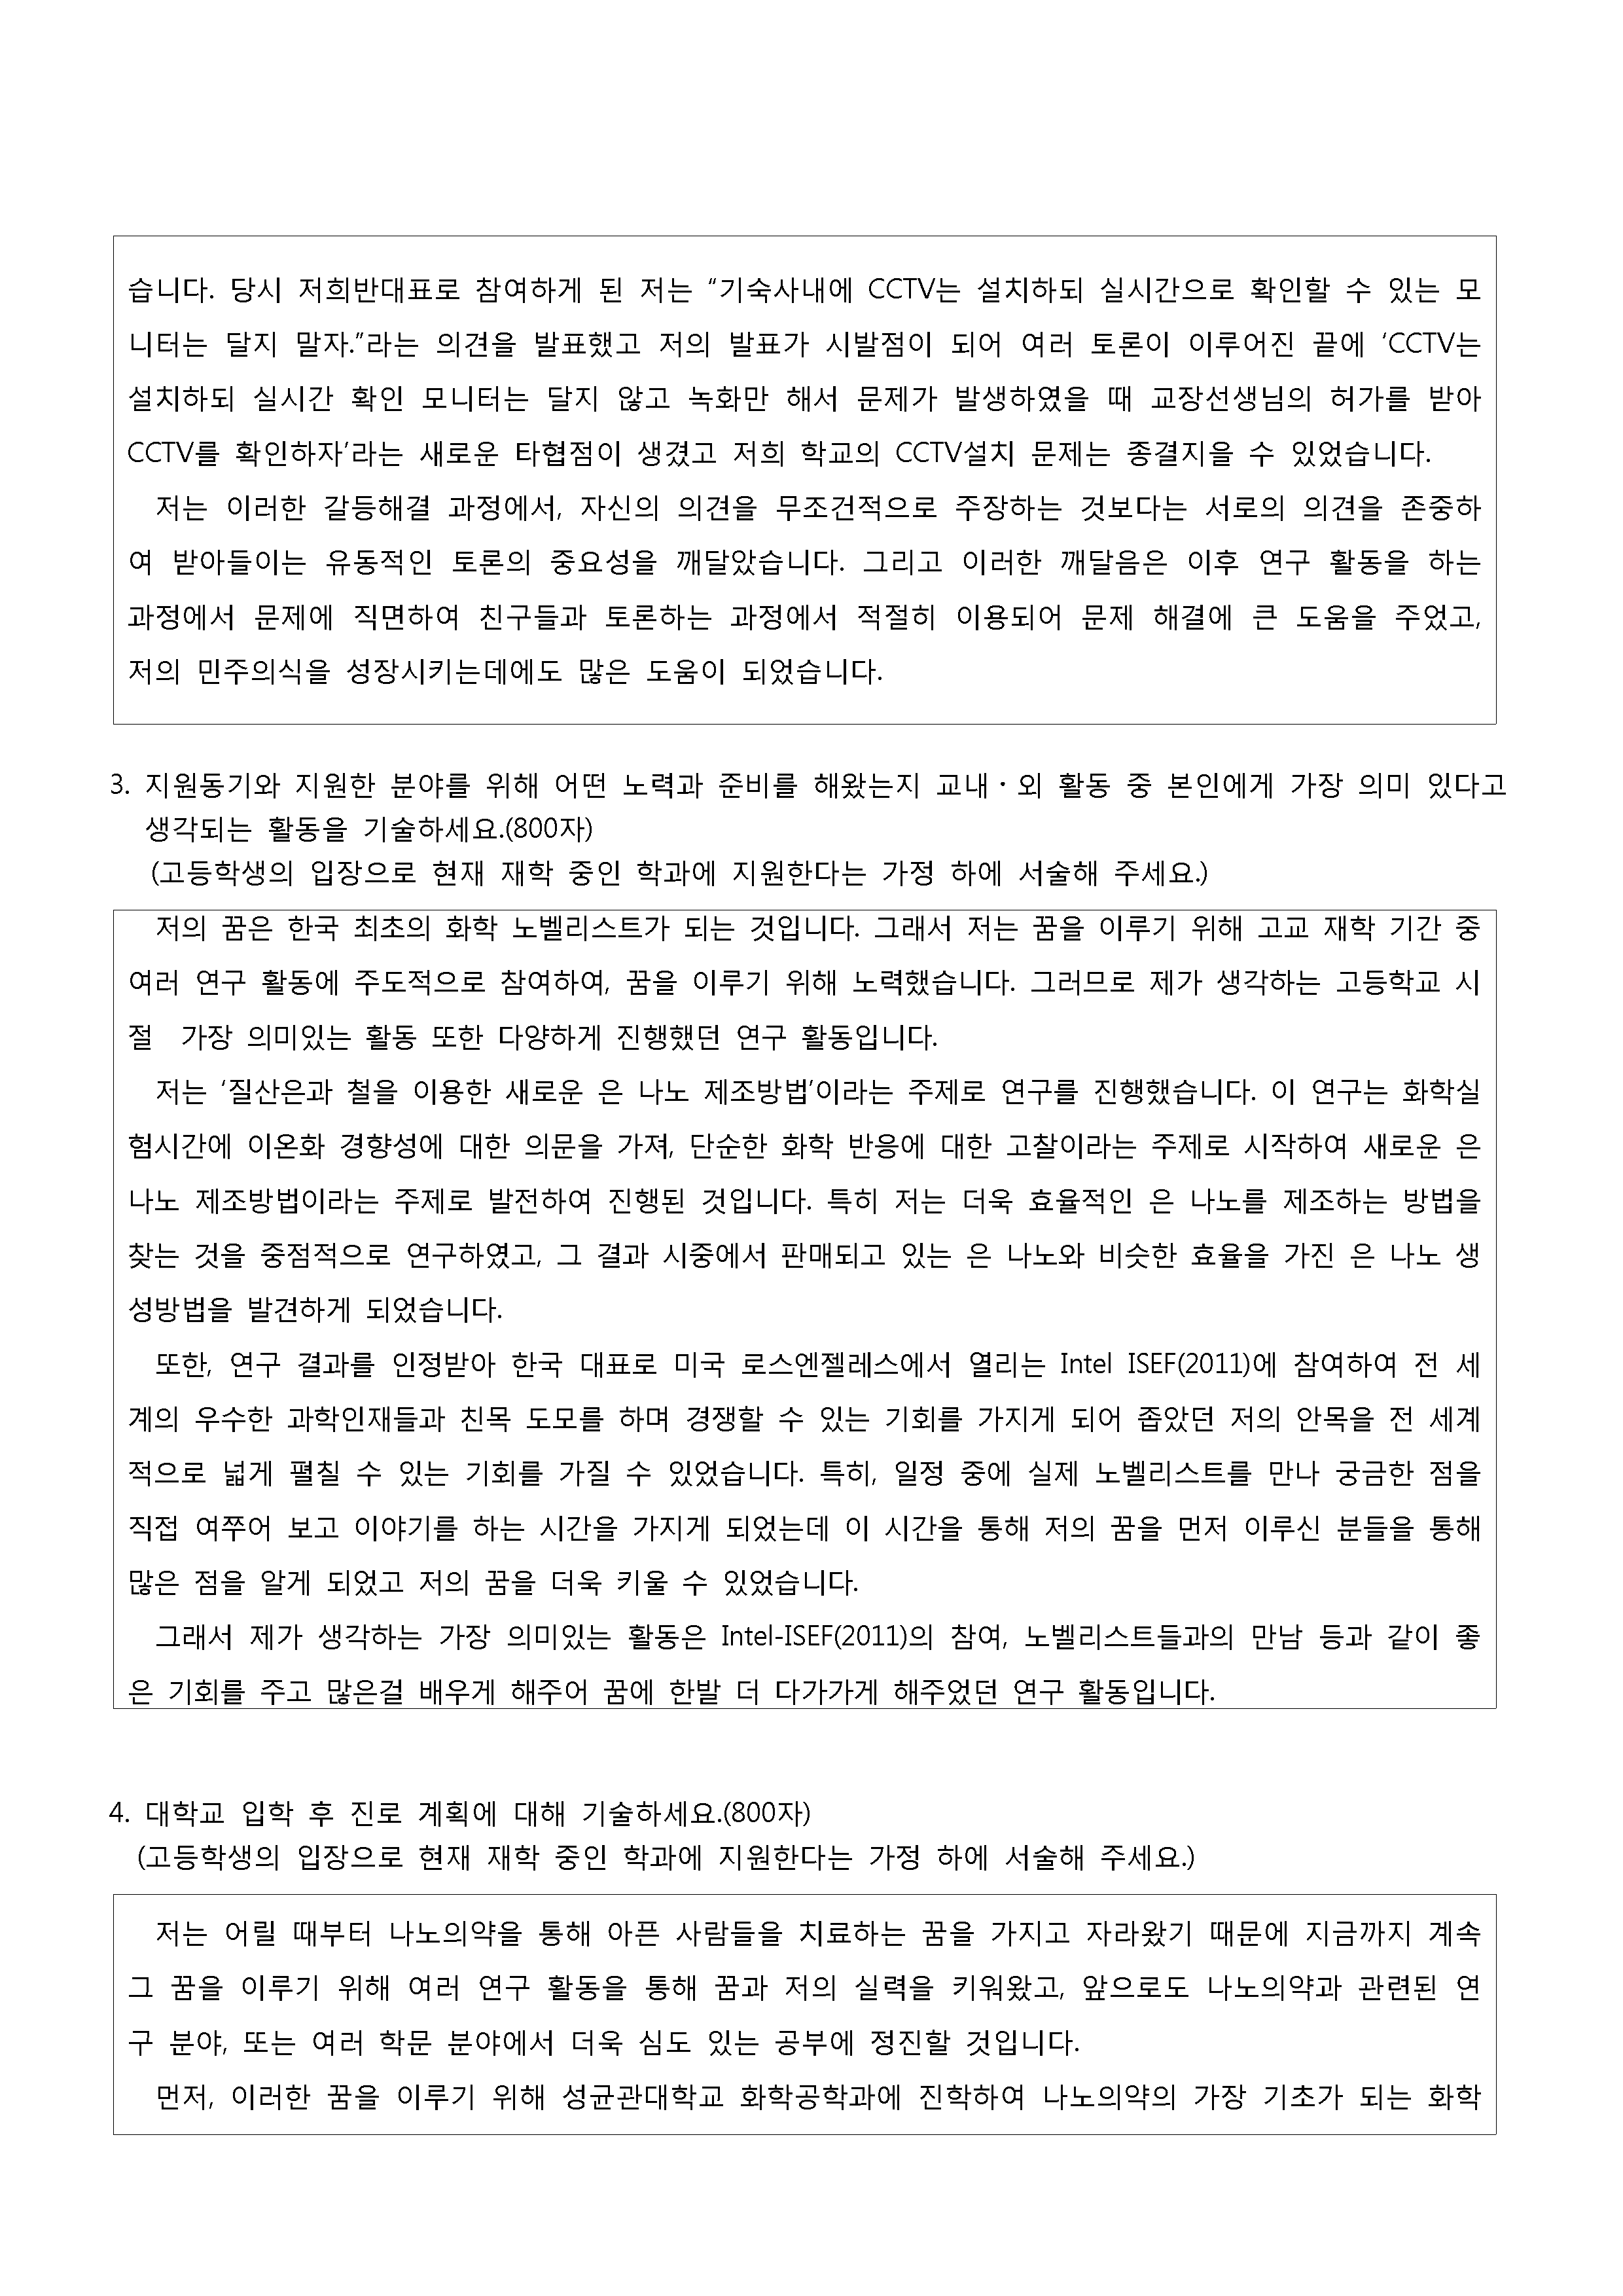 습니다. 당시 저희반대표로 참여하게 된 저는 “기숙사내에 CCTV는 설치하되 실시간으로 확인할 수 있는 모
니터는 달지 말자.”라는 의견을 발표했고 저의 발표가 시발점이 되어 여러 토론이 이루어진 끝에 ‘CCTV는
설치하되 실시간 확인 모니터는 달지 않고 녹화만 해서 문제가 발생하였을 때 교장선생님의 허가를 받아
CCTV를 확인하자’라는 새로운 타협점이 생겼고 저희 학교의 CCTV설치 문제는 종결지을 수 있었습니다.
저는 이러한 갈등해결 과정에서, 자신의 의견을 무조건적으로 주장하는 것보다는 서로의 의견을 존중하
여 받아들이는 유동적인 토론의 중요성을 깨달았습니다. 그리고 이러한 깨달음은 이후 연구 활동을 하는
과정에서 문제에 직면하여 친구들과 토론하는 과정에서 적절히 이용되어 문제 해결에 큰 도움을 주었고,
저의 민주의식을 성장시키는데에도 많은 도움이 되었습니다.
3. 지원동기와 지원한 분야를 위해 어떤 노력과 준비를 해왔는지 교내・외 활동 중 본인에게 가장 의미 있다고
생각되는 활동을 기술하세요.(800자)
(고등학생의 입장으로 현재 재학 중인 학과에 지원한다는 가정 하에 서술해 주세요.)
저의 꿈은 한국 최초의 화학 노벨리스트가 되는 것입니다. 그래서 저는 꿈을 이루기 위해 고교 재학 기간 중
여러 연구 활동에 주도적으로 참여하여, 꿈을 이루기 위해 노력했습니다. 그러므로 제가 생각하는 고등학교 시
절 가장 의미있는 활동 또한 다양하게 진행했던 연구 활동입니다.
저는 ‘질산은과 철을 이용한 새로운 은 나노 제조방법’이라는 주제로 연구를 진행했습니다. 이 연구는 화학실
험시간에 이온화 경향성에 대한 의문을 가져, 단순한 화학 반응에 대한 고찰이라는 주제로 시작하여 새로운 은
나노 제조방법이라는 주제로 발전하여 진행된 것입니다. 특히 저는 더욱 효율적인 은 나노를 제조하는 방법을
찾는 것을 중점적으로 연구하였고, 그 결과 시중에서 판매되고 있는 은 나노와 비슷한 효율을 가진 은 나노 생
성방법을 발견하게 되었습니다.
또한, 연구 결과를 인정받아 한국 대표로 미국 로스엔젤레스에서 열리는 Intel ISEF(2011)에 참여하여 전 세
계의 우수한 과학인재들과 친목 도모를 하며 경쟁할 수 있는 기회를 가지게 되어 좁았던 저의 안목을 전 세계
적으로 넓게 펼칠 수 있는 기회를 가질 수 있었습니다. 특히, 일정 중에 실제 노벨리스트를 만나 궁금한 점을
직접 여쭈어 보고 이야기를 하는 시간을 가지게 되었는데 이 시간을 통해 저의 꿈을 먼저 이루신 분들을 통해
많은 점을 알게 되었고 저의 꿈을 더욱 키울 수 있었습니다.
그래서 제가 생각하는 가장 의미있는 활동은 Intel-ISEF(2011)의 참여, 노벨리스트들과의 만남 등과 같이 좋
은 기회를 주고 많은걸 배우게 해주어 꿈에 한발 더 다가가게 해주었던 연구 활동입니다.
4. 대학교 입학 후 진로 계획에 대해 기술하세요.(800자)
(고등학생의 입장으로 현재 재학 중인 학과에 지원한다는 가정 하에 서술해 주세요.)
저는 어릴 때부터 나노의약을 통해 아픈 사람들을 치료하는 꿈을 가지고 자라왔기 때문에 지금까지 계속
그 꿈을 이루기 위해 여러 연구 활동을 통해 꿈과 저의 실력을 키워왔고, 앞으로도 나노의약과 관련된 연
구 분야, 또는 여러 학문 분야에서 더욱 심도 있는 공부에 정진할 것입니다.
먼저, 이러한 꿈을 이루기 위해 성균관대학교 화학공학과에 진학하여 나노의약의 가장 기초가 되는 화학